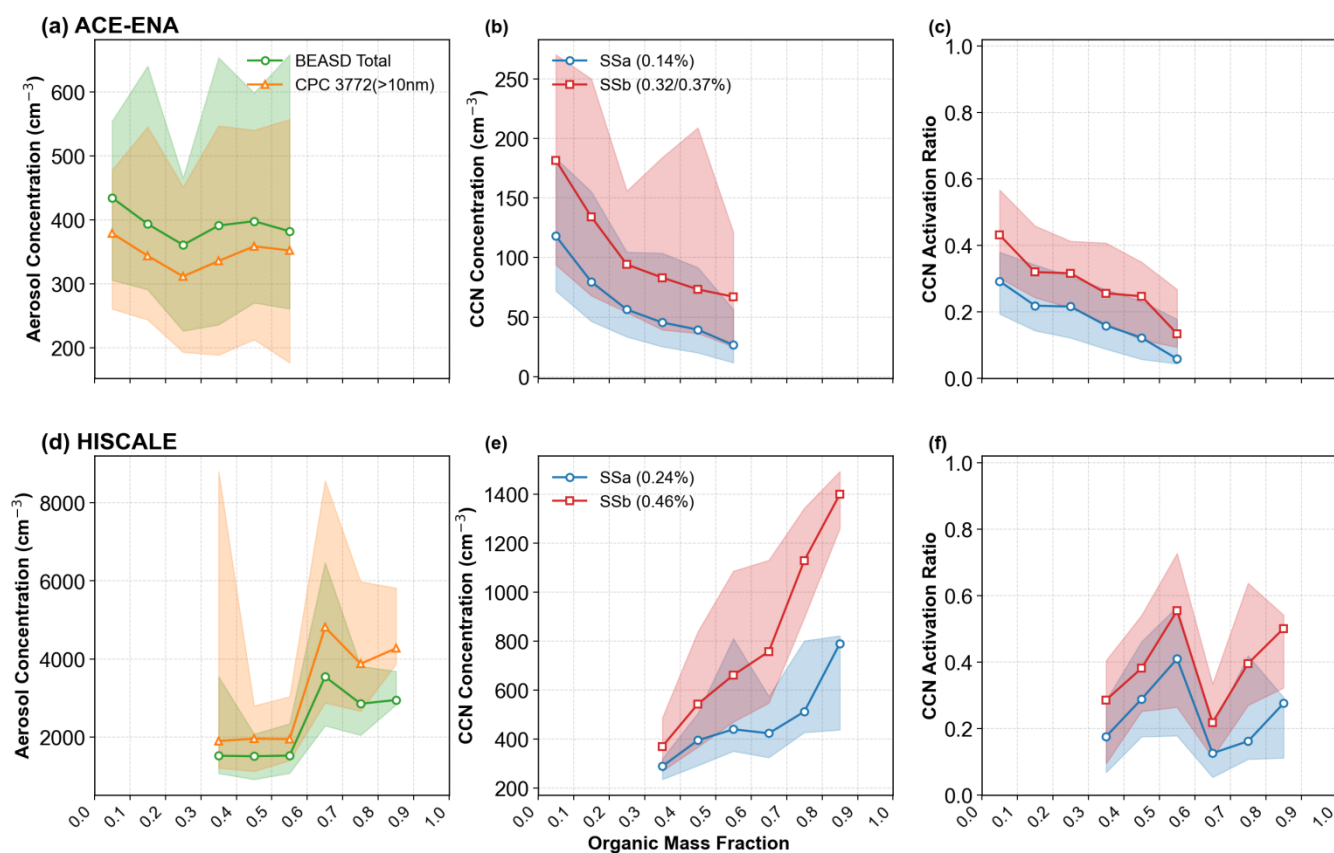 (a) ACE-ENA
(b)
(c)
Aerosol Concentration (cm⁻³)
600
500
400
300
200
BEASD Total
CPC 3772(>10nm)
CCN Concentration (cm⁻³)
250
200
150
100
50
0
SSa (0.14%)
SSb (0.32/0.37%)
CCN Activation Ratio
1.0
0.8
0.6
0.4
0.2
0.0
(d) HISCALE
(e)
(f)
Aerosol Concentration (cm⁻³)
8000
6000
4000
2000
0.0 0.1 0.2 0.3 0.4 0.5 0.6 0.7 0.8 0.9 1.0
CCN Concentration (cm⁻³)
1400
1200
1000
800
600
400
200
SSa (0.24%)
SSb (0.46%)
0.0 0.1 0.2 0.3 0.4 0.5 0.6 0.7 0.8 0.9 1.0
Organic Mass Fraction
CCN Activation Ratio
1.0
0.8
0.6
0.4
0.2
0.0
0.0 0.1 0.2 0.3 0.4 0.5 0.6 0.7 0.8 0.9 1.0